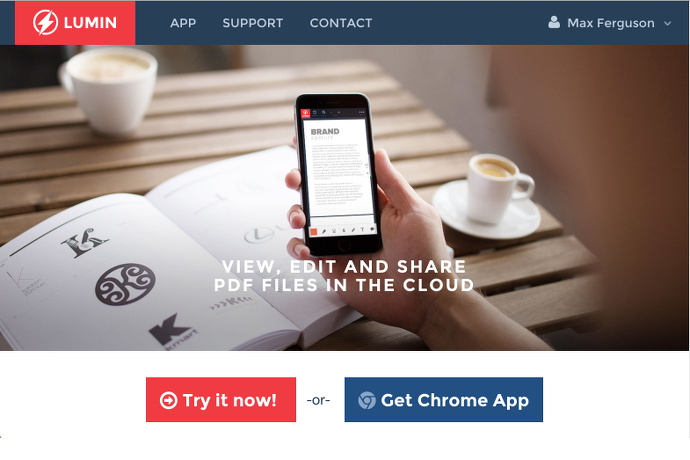 LUMIN
APP
SUPPORT
CONTACT
Max Ferguson
BRAND
VIEW, EDIT AND SHARE
PDF FILES IN THE CLOUD
Try it now!
-or-
Get Chrome App